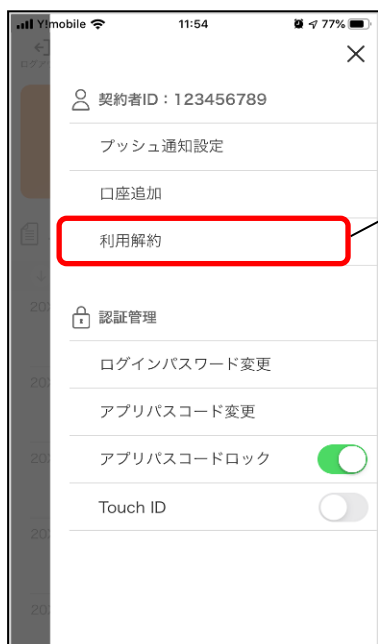 Y!mobile 11:54 77%
契約者ID：123456789
プッシュ通知設定
口座追加
利用解約
認証管理
ログインパスワード変更
アプリパスコード変更
アプリパスコードロック
Touch ID